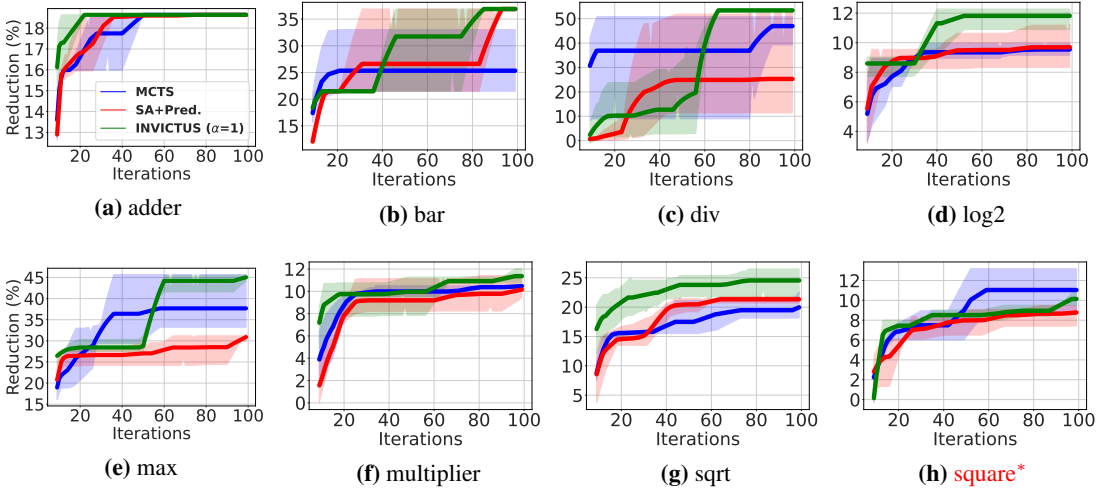 Reduction (%)
18
17
16
15
14
13
MCTS
SA+Pred.
INVICTUS (α=1)
20 40 60 80 100
Iterations
(a) adder
35
30
25
20
15
20 40 60 80 100
Iterations
(b) bar
50
40
30
20
10
0
20 40 60 80 100
Iterations
(c) div
12
10
8
6
4
20 40 60 80 100
Iterations
(d) log2
Reduction (%)
45
40
35
30
25
20
15
20 40 60 80 100
Iterations
(e) max
12
10
8
6
4
2
0
20 40 60 80 100
Iterations
(f) multiplier
25
20
15
10
5
20 40 60 80 100
Iterations
(g) sqrt
12
10
8
6
4
2
0
20 40 60 80 100
Iterations
(h) square*